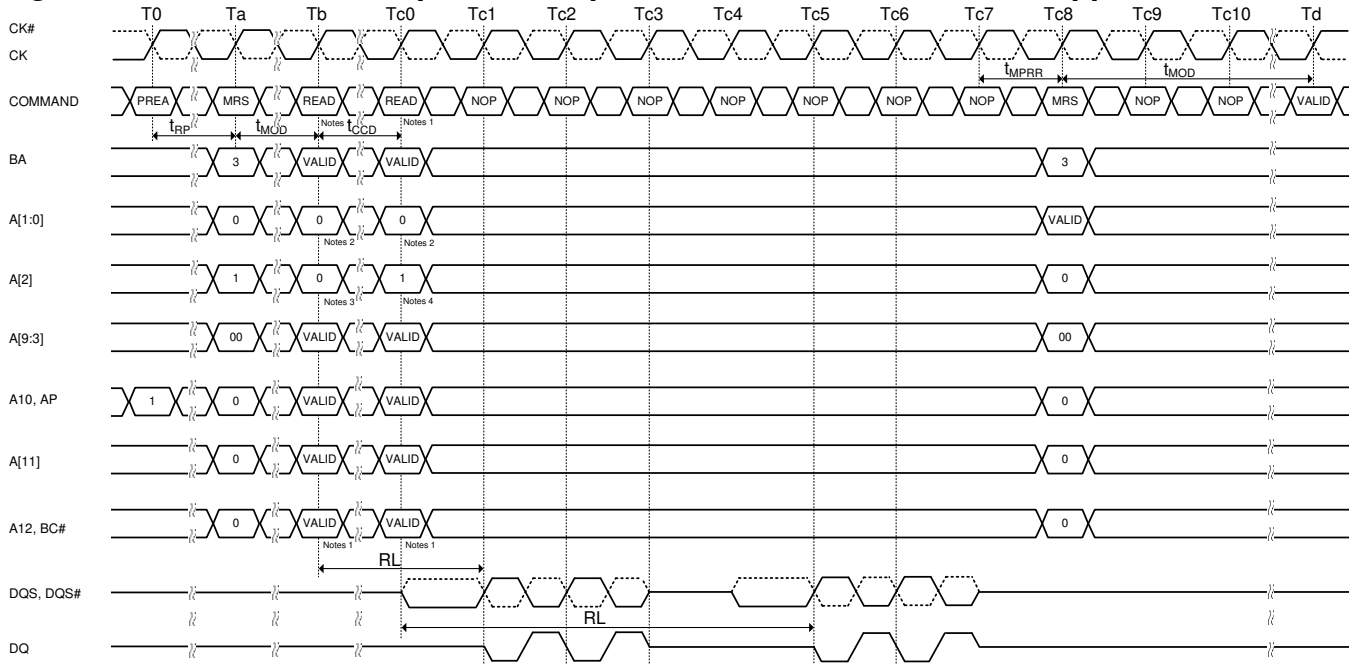 T0 Ta Tb Tc0 Tc1 Tc2 Tc3 Tc4 Tc5 Tc6 Tc7 Tc8 Tc9 Tc10 Td
CK#
CK
tMPRR tMOD
COMMAND PREA MRS READ READ NOP NOP NOP NOP NOP NOP NOP MRS NOP NOP VALID
Notes Notes 1
tRP tMOD tCCD
BA 3 VALID VALID 3
A[1:0] 0 0 0 VALID
Notes 2 Notes 2
A[2] 1 0 1 0
Notes 3 Notes 4
A[9:3] 00 VALID VALID 00
A10, AP 1 0 VALID VALID 0
A[11] 0 VALID VALID 0
A12, BC# 0 VALID VALID 0
Notes 1 Notes 1
RL
DQS, DQS#
RL
DQ